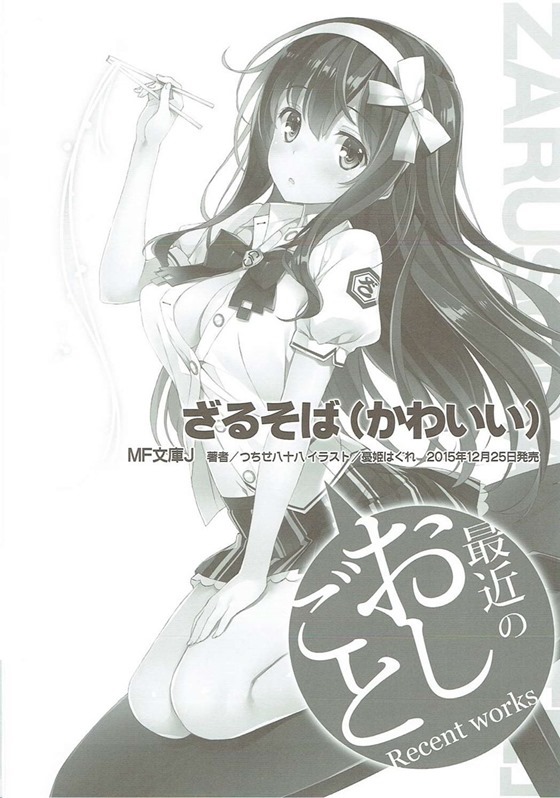 ざるそば(かわいい)
MF文庫J 著者/つちせ八十八 イラスト/憂姫はぐれ 2015年12月25日発売
最近の
おし
ごと
Recent works